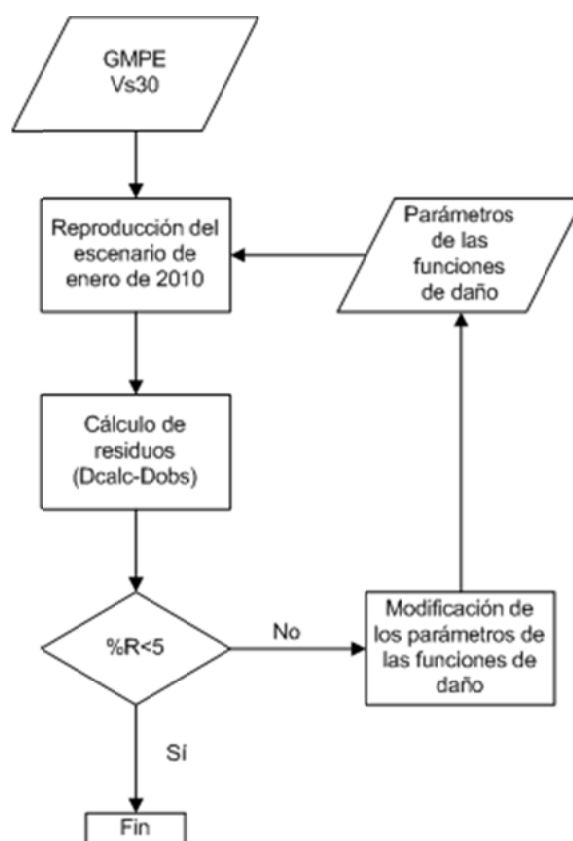 GMPE
Vs30
Reproducción del
escenario de
enero de 2010
Parámetros
de las
funciones
de daño
Cálculo de
residuos
(Dcalc-Dobs)
%R<5
No
Modificación de
los parámetros de
las funciones de
daño
Sí
Fin